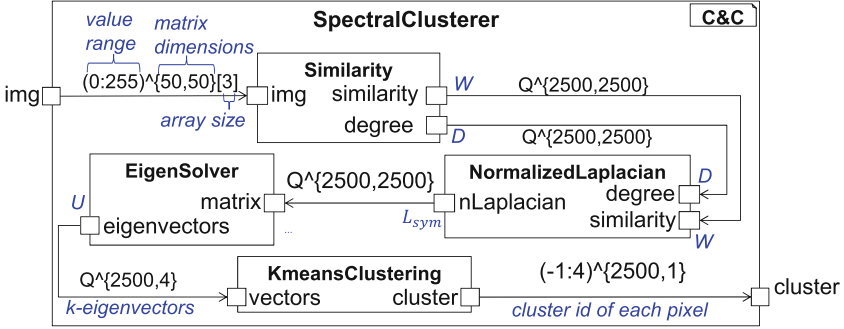 SpectralClusterer
C&C
value range
matrix dimensions
(0:255)^{50,50}[3]
array size
img
Similarity
img
similarity
degree
W
Q^{2500,2500}
D
Q^{2500,2500}
EigenSolver
matrix
eigenvectors
U
Q^{2500,2500}
...
NormalizedLaplacian
nLaplacian
degree
similarity
L_sym
D
W
Q^{2500,4}
k-eigenvectors
KmeansClustering
vectors
cluster
(-1:4)^{2500,1}
cluster id of each pixel
cluster